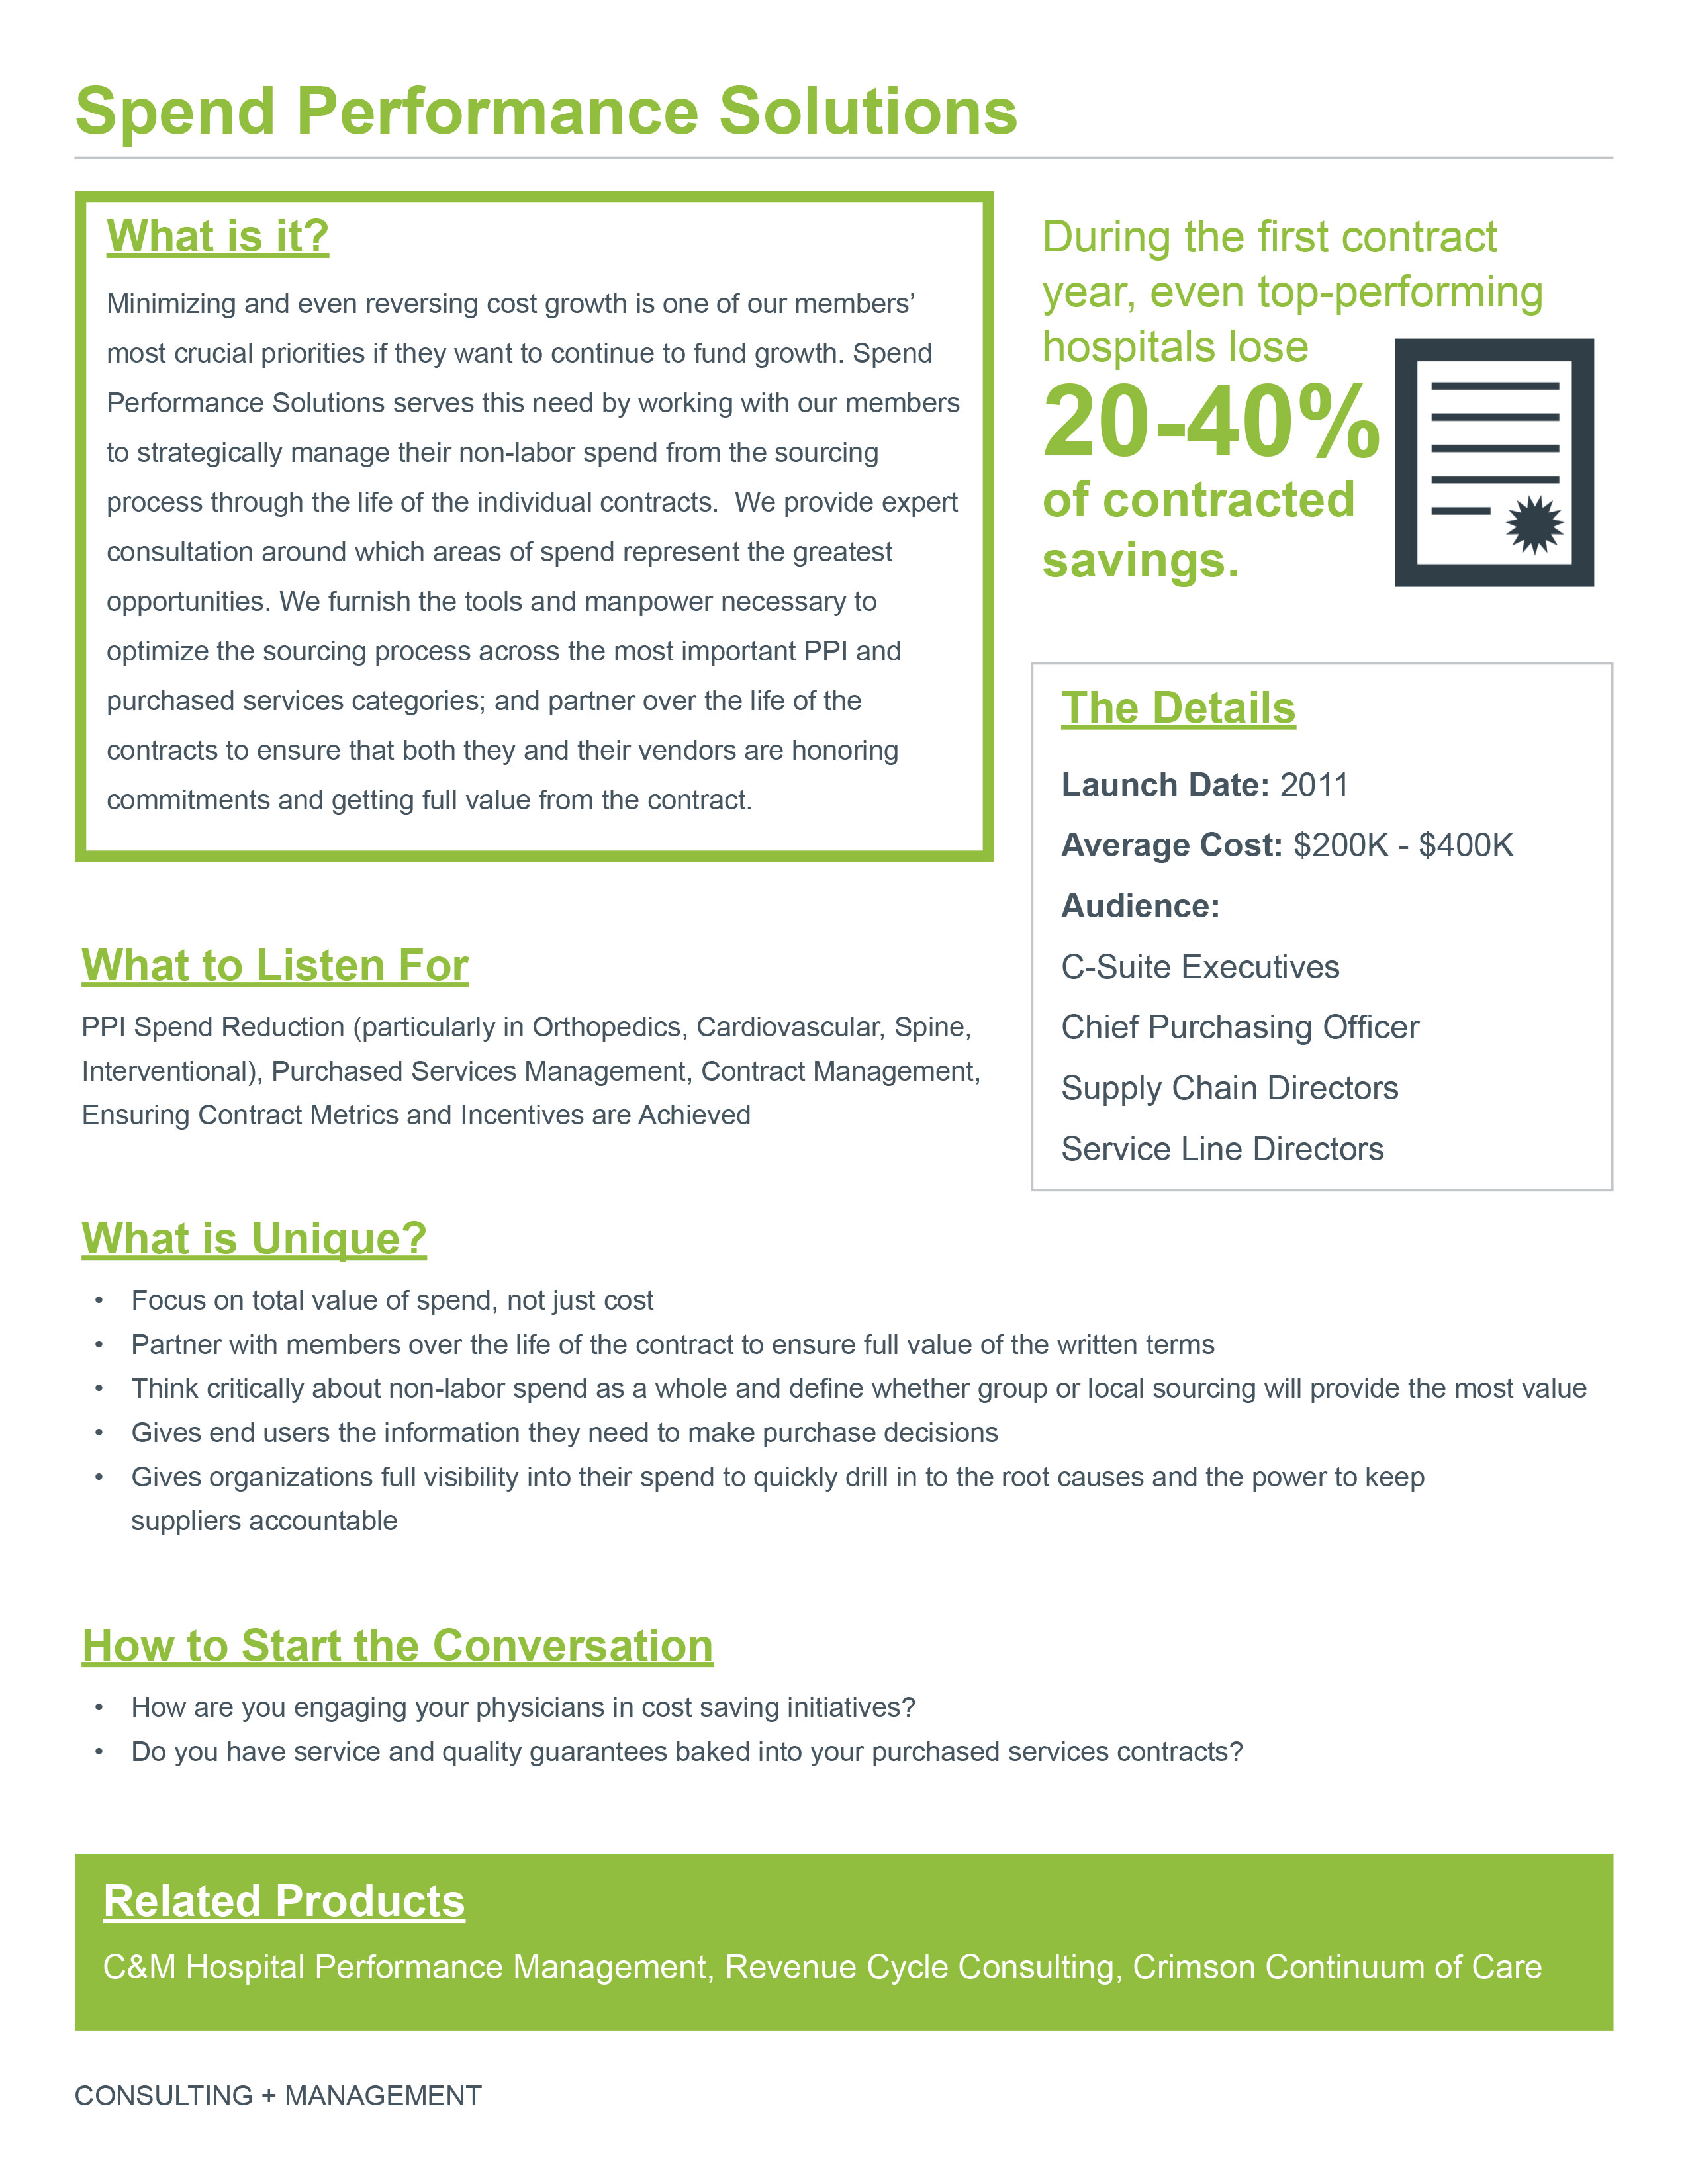 Spend Performance Solutions
What is it?
Minimizing and even reversing cost growth is one of our members’
most crucial priorities if they want to continue to fund growth. Spend
Performance Solutions serves this need by working with our members
to strategically manage their non-labor spend from the sourcing
process through the life of the individual contracts.  We provide expert
consultation around which areas of spend represent the greatest
opportunities. We furnish the tools and manpower necessary to
optimize the sourcing process across the most important PPI and
purchased services categories; and partner over the life of the
contracts to ensure that both they and their vendors are honoring
commitments and getting full value from the contract.
During the first contract
year, even top-performing
hospitals lose
20-40%
of contracted
savings.
The Details
Launch Date: 2011
Average Cost: $200K - $400K
Audience:
C-Suite Executives
Chief Purchasing Officer
Supply Chain Directors
Service Line Directors
What to Listen For
PPI Spend Reduction (particularly in Orthopedics, Cardiovascular, Spine,
Interventional), Purchased Services Management, Contract Management,
Ensuring Contract Metrics and Incentives are Achieved
What is Unique?
• Focus on total value of spend, not just cost
• Partner with members over the life of the contract to ensure full value of the written terms
• Think critically about non-labor spend as a whole and define whether group or local sourcing will provide the most value
• Gives end users the information they need to make purchase decisions
• Gives organizations full visibility into their spend to quickly drill in to the root causes and the power to keep
suppliers accountable
How to Start the Conversation
• How are you engaging your physicians in cost saving initiatives?
• Do you have service and quality guarantees baked into your purchased services contracts?
Related Products
C&M Hospital Performance Management, Revenue Cycle Consulting, Crimson Continuum of Care
CONSULTING + MANAGEMENT